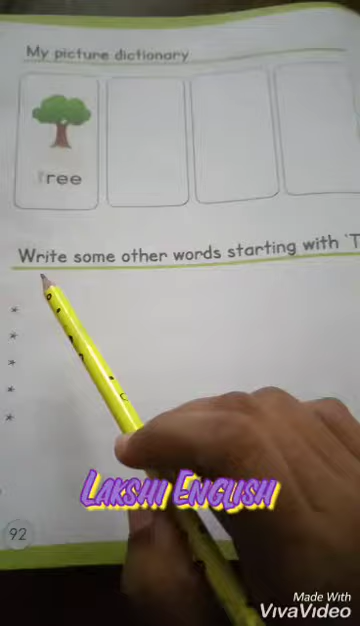 My picture dictionary
Tree
Write some other words starting with 'T
*
*
*
*
*
LAKSHI ENGLISH
92
Made With
VivaVideo